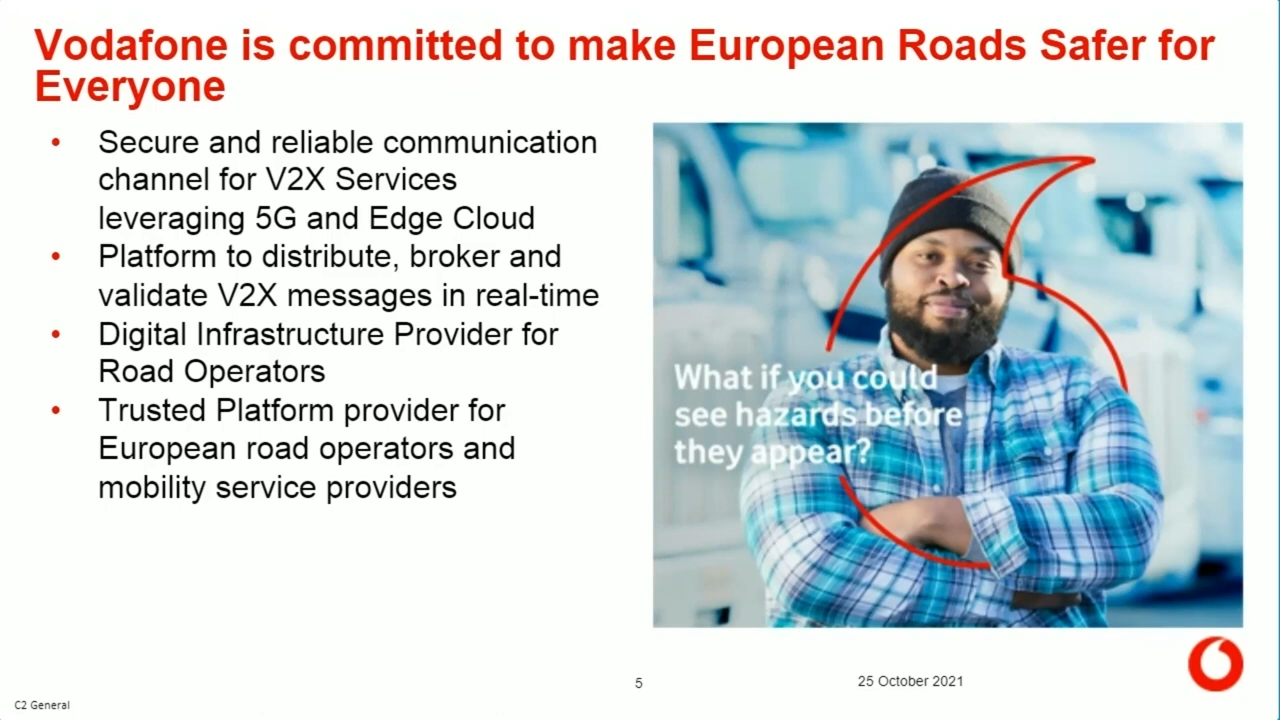 Vodafone is committed to make European Roads Safer for
Everyone
• Secure and reliable communication
channel for V2X Services
leveraging 5G and Edge Cloud
• Platform to distribute, broker and
validate V2X messages in real-time
• Digital Infrastructure Provider for
Road Operators
• Trusted Platform provider for
European road operators and
mobility service providers
What if you could
see hazards before
they appear?
5
25 October 2021
C2 General